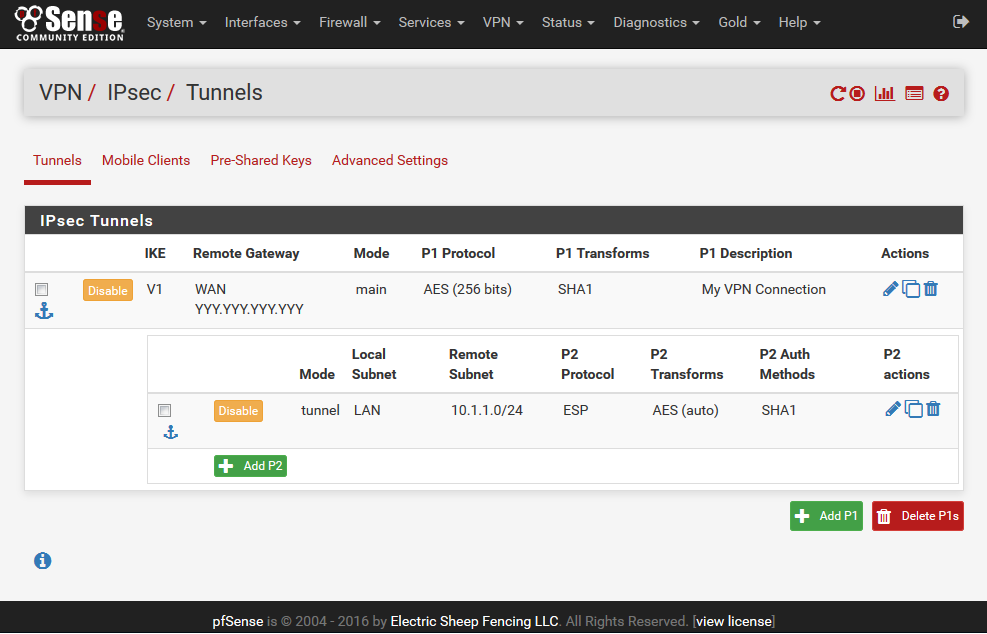 Sense
COMMUNITY EDITION
System Interfaces Firewall Services VPN Status Diagnostics Gold Help
VPN / IPsec / Tunnels
Tunnels Mobile Clients Pre-Shared Keys Advanced Settings
IPsec Tunnels
IKE Remote Gateway Mode P1 Protocol P1 Transforms P1 Description Actions
Disable V1 WAN main AES (256 bits) SHA1 My VPN Connection
YYY.YYY.YYY.YYY
Local Remote P2 P2 P2 Auth P2
Mode Subnet Subnet Protocol Transforms Methods actions
Disable tunnel LAN 10.1.1.0/24 ESP AES (auto) SHA1
Add P2
Add P1 Delete P1s
pfSense is © 2004 - 2016 by Electric Sheep Fencing LLC. All Rights Reserved. [view license]